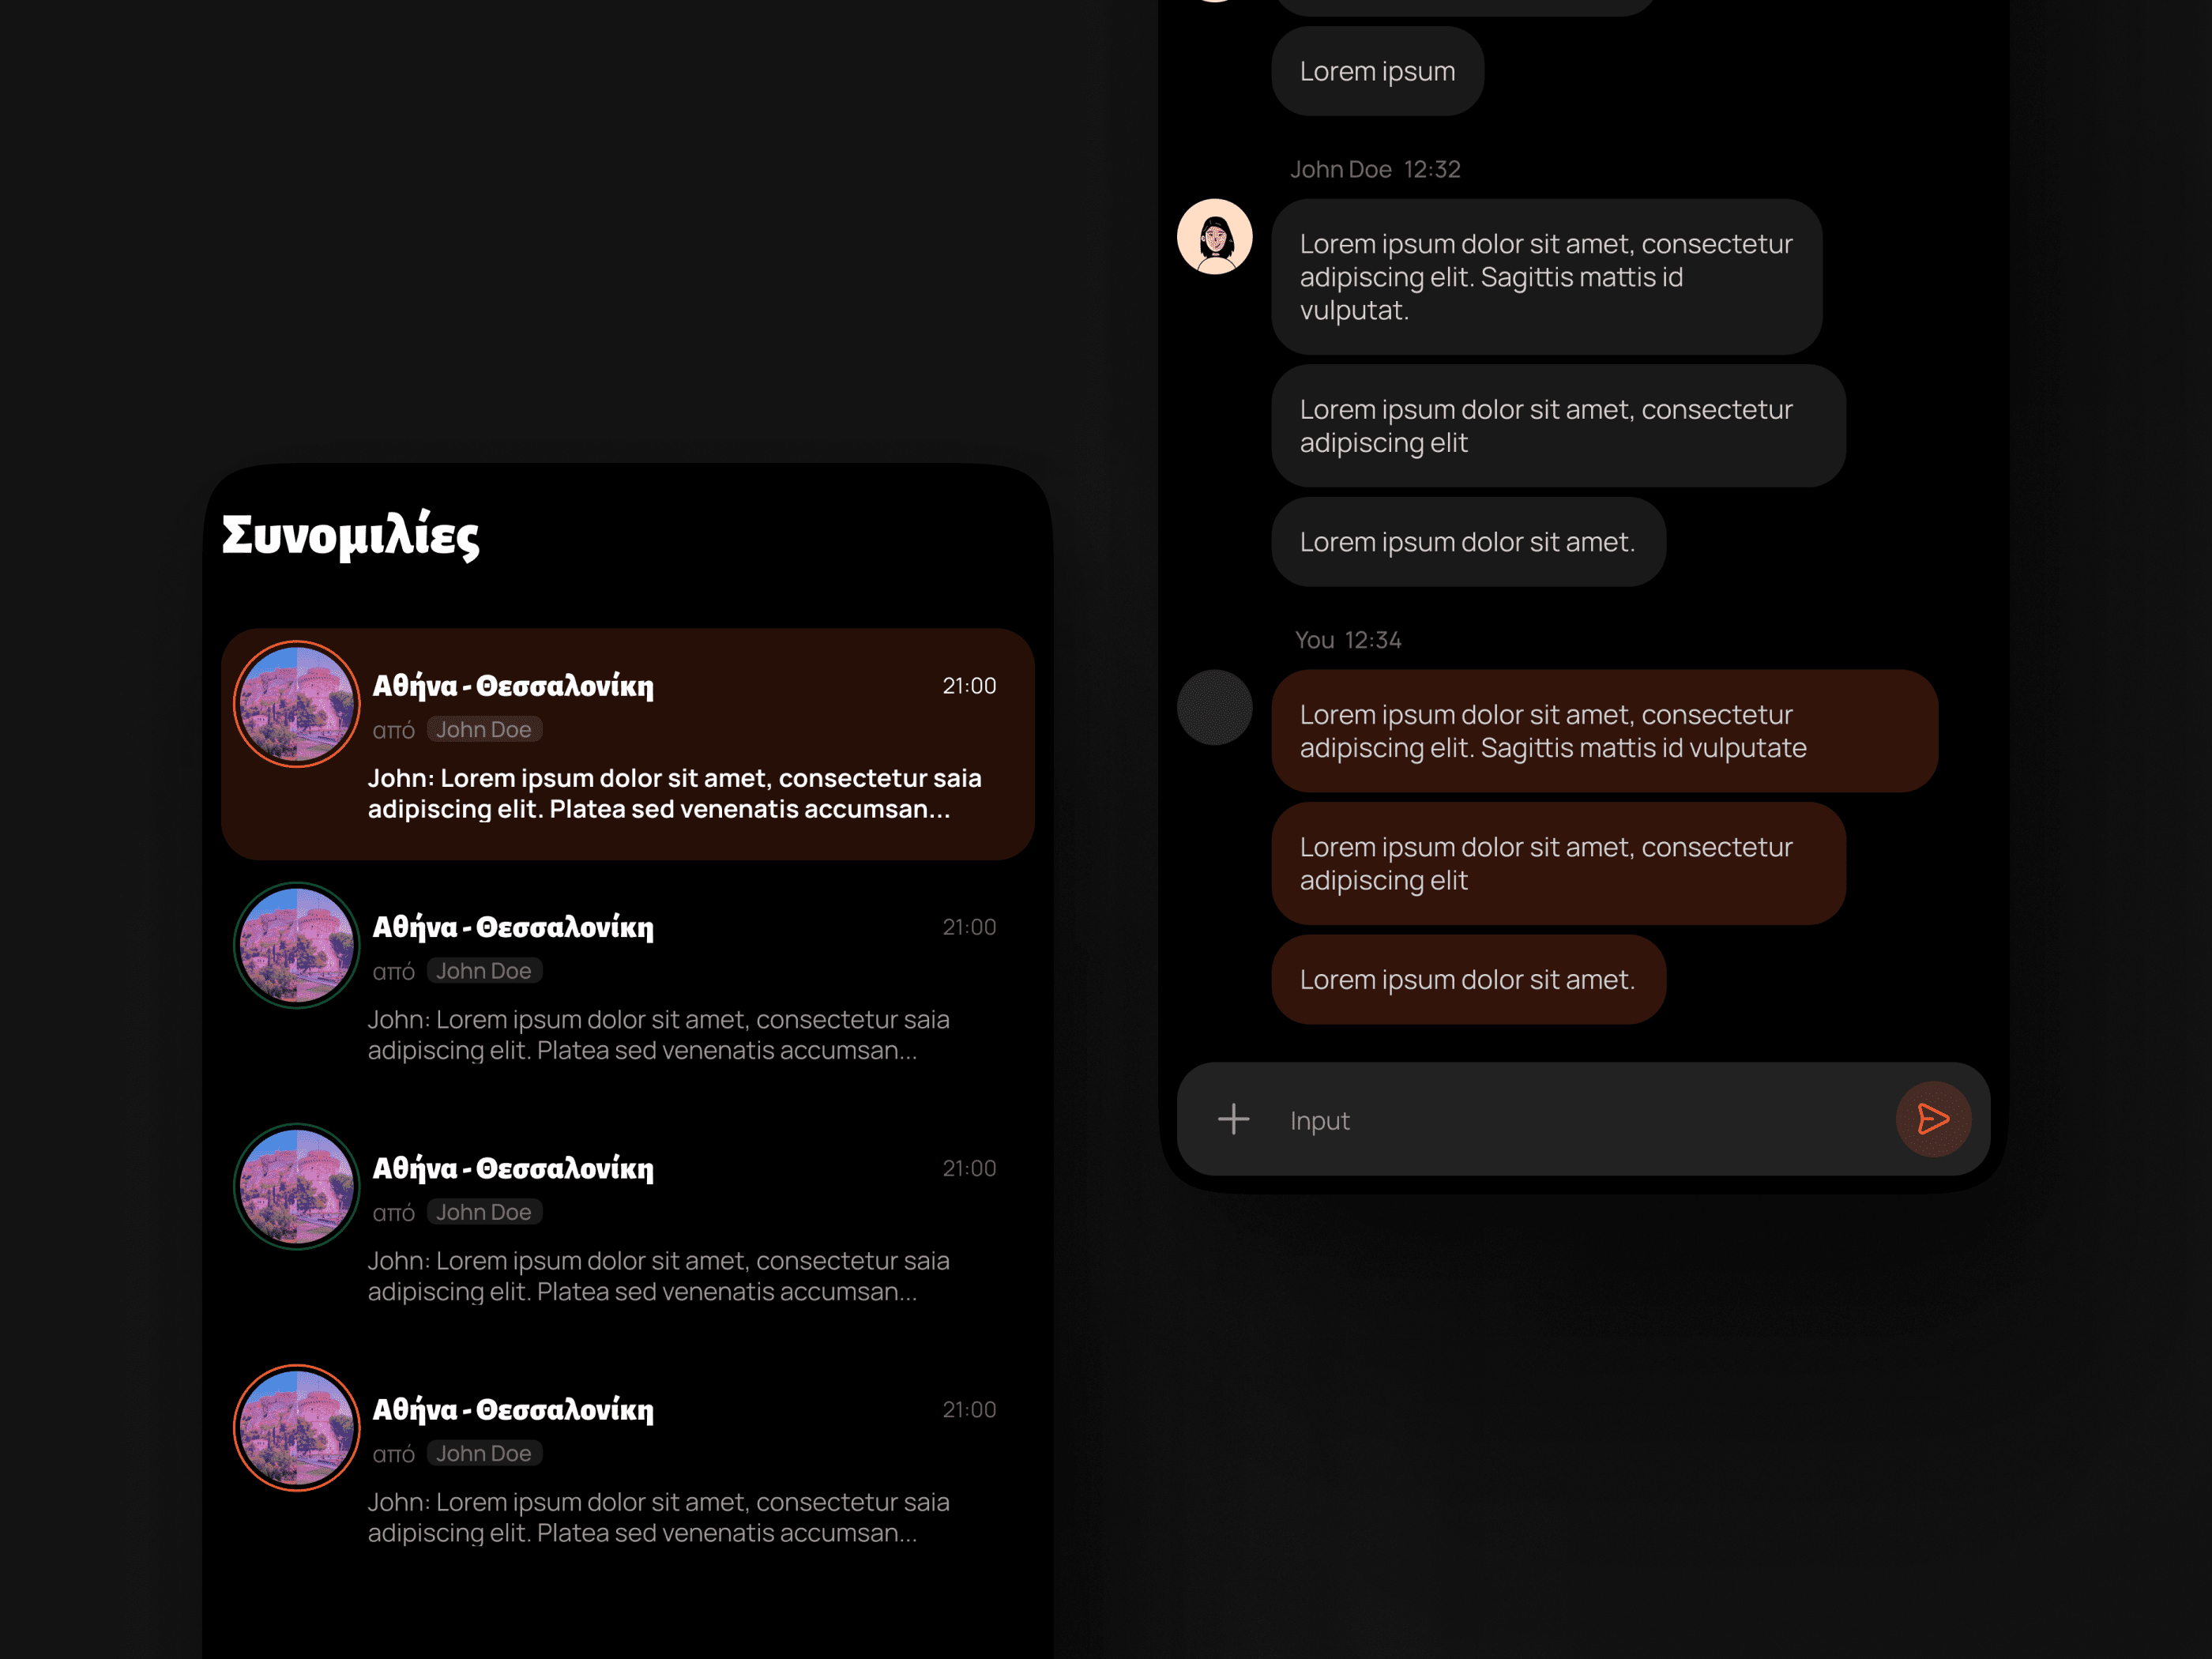 Συνομιλίες
Αθήνα - Θεσσαλονίκη
21:00
από John Doe
John: Lorem ipsum dolor sit amet, consectetur saia
adipiscing elit. Platea sed venenatis accumsan...
Αθήνα - Θεσσαλονίκη
21:00
από John Doe
John: Lorem ipsum dolor sit amet, consectetur saia
adipiscing elit. Platea sed venenatis accumsan...
Αθήνα - Θεσσαλονίκη
21:00
από John Doe
John: Lorem ipsum dolor sit amet, consectetur saia
adipiscing elit. Platea sed venenatis accumsan...
Αθήνα - Θεσσαλονίκη
21:00
από John Doe
John: Lorem ipsum dolor sit amet, consectetur saia
adipiscing elit. Platea sed venenatis accumsan...
Lorem ipsum
John Doe 12:32
Lorem ipsum dolor sit amet, consectetur
adipiscing elit. Sagittis mattis id
vulputat.
Lorem ipsum dolor sit amet, consectetur
adipiscing elit
Lorem ipsum dolor sit amet.
You 12:34
Lorem ipsum dolor sit amet, consectetur
adipiscing elit. Sagittis mattis id vulputate
Lorem ipsum dolor sit amet, consectetur
adipiscing elit
Lorem ipsum dolor sit amet.
Input